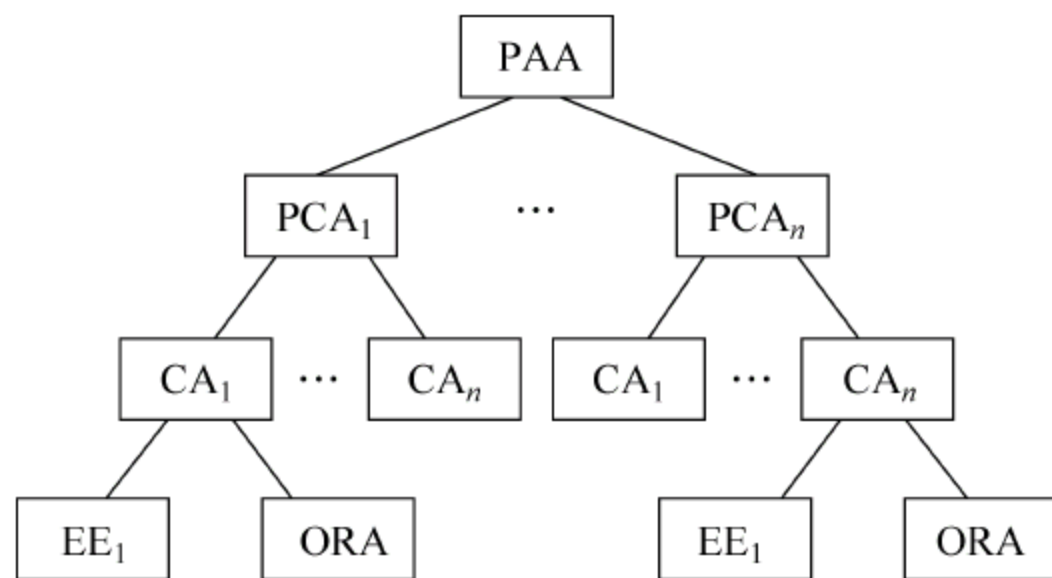 PAA
PCA₁ ... PCAₙ
CA₁ ... CAₙ CA₁ ... CAₙ
EE₁ ORA EE₁ ORA